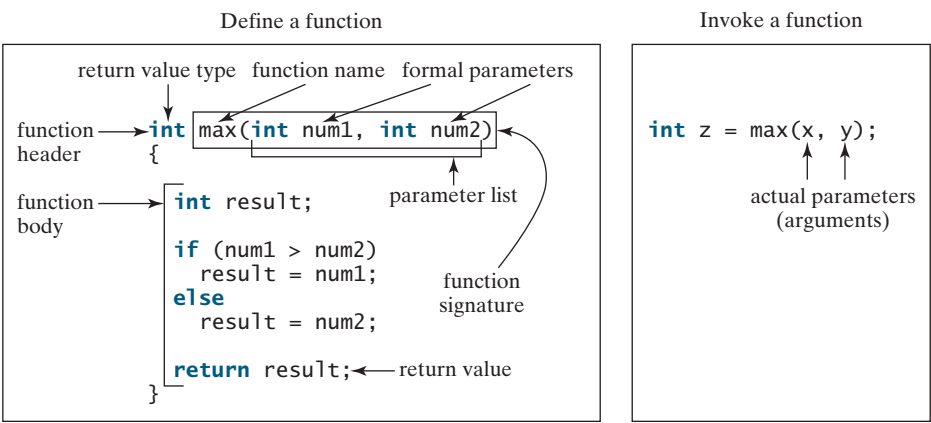 Define a function
Invoke a function
return value type function name formal parameters
function header
int max(int num1, int num2)
{
parameter list
function body
int result;
if (num1 > num2)
result = num1;
else
result = num2;
function signature
return result;
return value
}
int z = max(x, y);
actual parameters
(arguments)